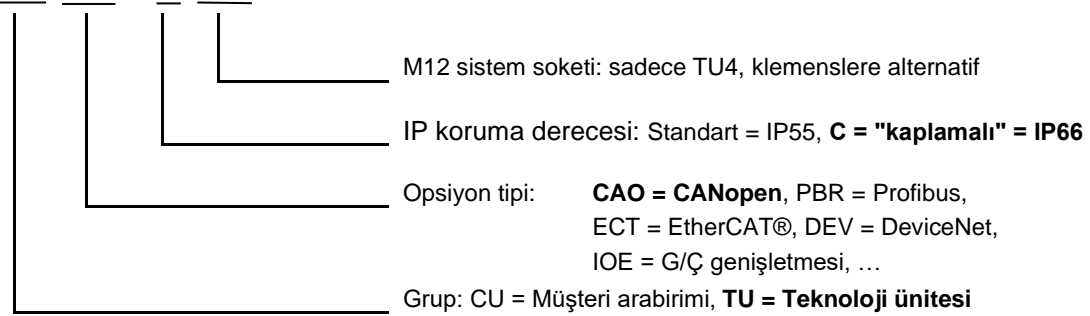 M12 sistem soketi: sadece TU4, klemenslere alternatif
IP koruma derecesi: Standart = IP55, C = "kaplamalı" = IP66
Opsiyon tipi: CAO = CANopen, PBR = Profibus,
ECT = EtherCAT®, DEV = DeviceNet,
IOE = G/Ç genişletmesi, …
Grup: CU = Müşteri arabirimi, TU = Teknoloji ünitesi